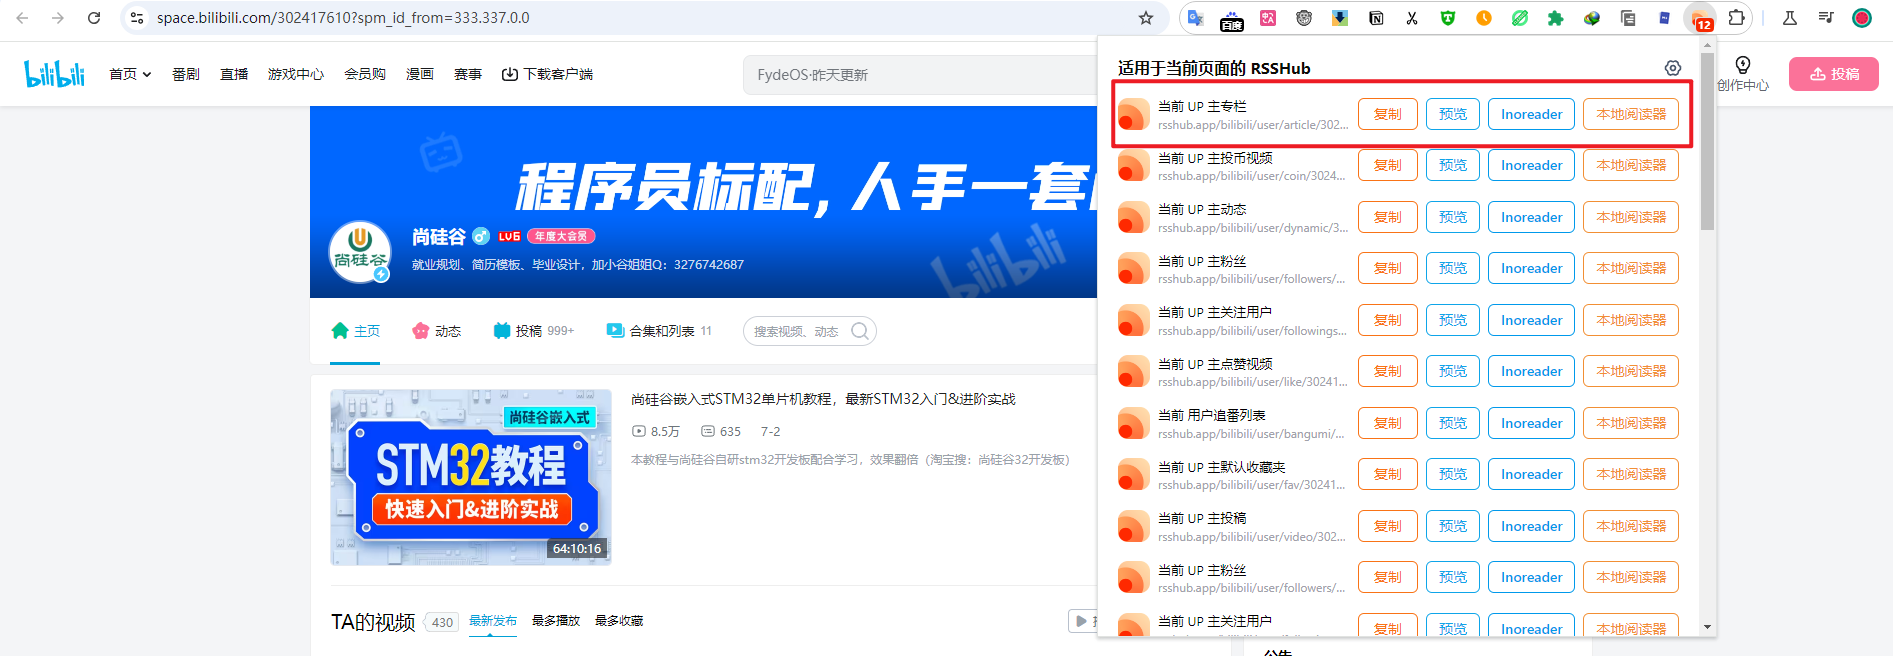 space.bilibili.com/302417610?spm_id_from=333.337.0.0
百度
12
bilibili
首页
番剧
直播
游戏中心
会员购
漫画
赛事
下载客户端
FydeOS·昨天更新
创作中心
投稿
程序员标配,人手一套
bilibili
尚硅谷
尚硅谷
LV6
年度大会员
就业规划、简历模板、毕业设计，加小谷姐姐Q：3276742687
主页
动态
投稿 999+
合集和列表 11
搜索视频、动态
尚硅谷嵌入式
STM32教程
快速入门&进阶实战
64:10:16
尚硅谷嵌入式STM32单片机教程，最新STM32入门&进阶实战
8.5万
635
7-2
本教程与尚硅谷自研stm32开发板配合学习，效果翻倍（淘宝搜：尚硅谷32开发板）
TA的视频
430
最新发布
最多播放
最多收藏
适用于当前页面的 RSSHub
当前 UP 主专栏
rsshub.app/bilibili/user/article/302...
复制 预览 Inoreader 本地阅读器
当前 UP 主投币视频
rsshub.app/bilibili/user/coin/3024...
复制 预览 Inoreader 本地阅读器
当前 UP 主动态
rsshub.app/bilibili/user/dynamic/3...
复制 预览 Inoreader 本地阅读器
当前 UP 主粉丝
rsshub.app/bilibili/user/followers/...
复制 预览 Inoreader 本地阅读器
当前 UP 主关注用户
rsshub.app/bilibili/user/followings...
复制 预览 Inoreader 本地阅读器
当前 UP 主点赞视频
rsshub.app/bilibili/user/like/30241...
复制 预览 Inoreader 本地阅读器
当前 用户追番列表
rsshub.app/bilibili/user/bangumi/...
复制 预览 Inoreader 本地阅读器
当前 UP 主默认收藏夹
rsshub.app/bilibili/user/fav/30241...
复制 预览 Inoreader 本地阅读器
当前 UP 主投稿
rsshub.app/bilibili/user/video/302...
复制 预览 Inoreader 本地阅读器
当前 UP 主粉丝
rsshub.app/bilibili/user/followers/...
复制 预览 Inoreader 本地阅读器
当前 UP 主关注用户
复制 预览 Inoreader 本地阅读器
公告